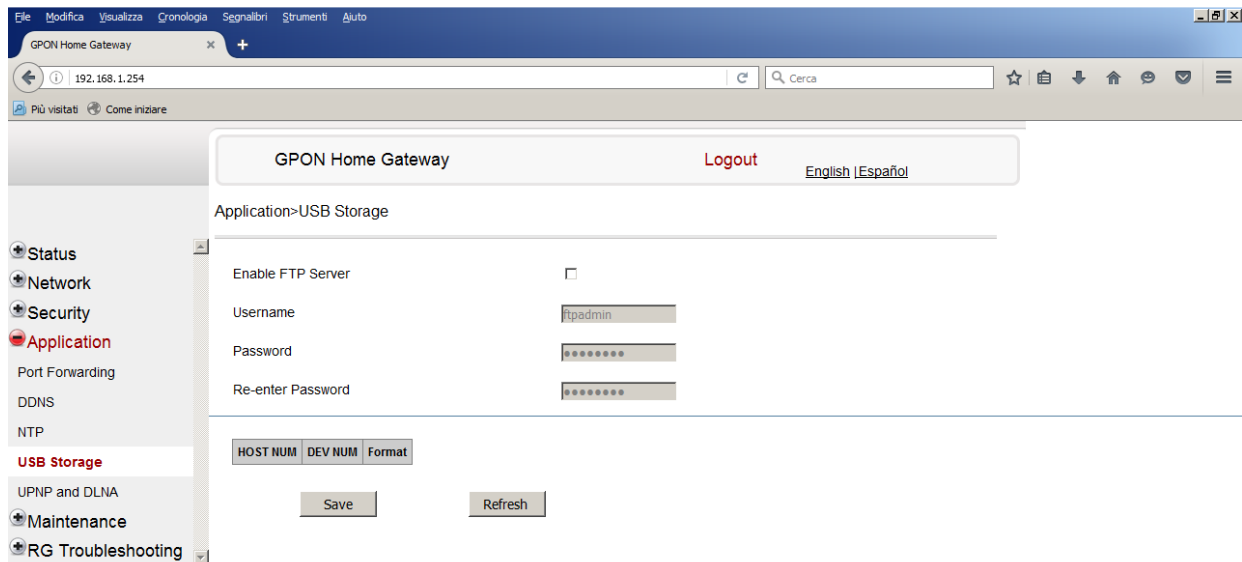 File Modifica Visualizza Cronologia Segnalibri Strumenti Aiuto
GPON Home Gateway
192.168.1.254
Cerca
Più visitati Come iniziare
GPON Home Gateway Logout English | Español
Application>USB Storage
Status
Network
Security
Application
Port Forwarding
DDNS
NTP
USB Storage
UPNP and DLNA
Maintenance
RG Troubleshooting
Enable FTP Server
Username ftpadmin
Password ●●●●●●●●
Re-enter Password ●●●●●●●●
HOST NUM DEV NUM Format
Save Refresh